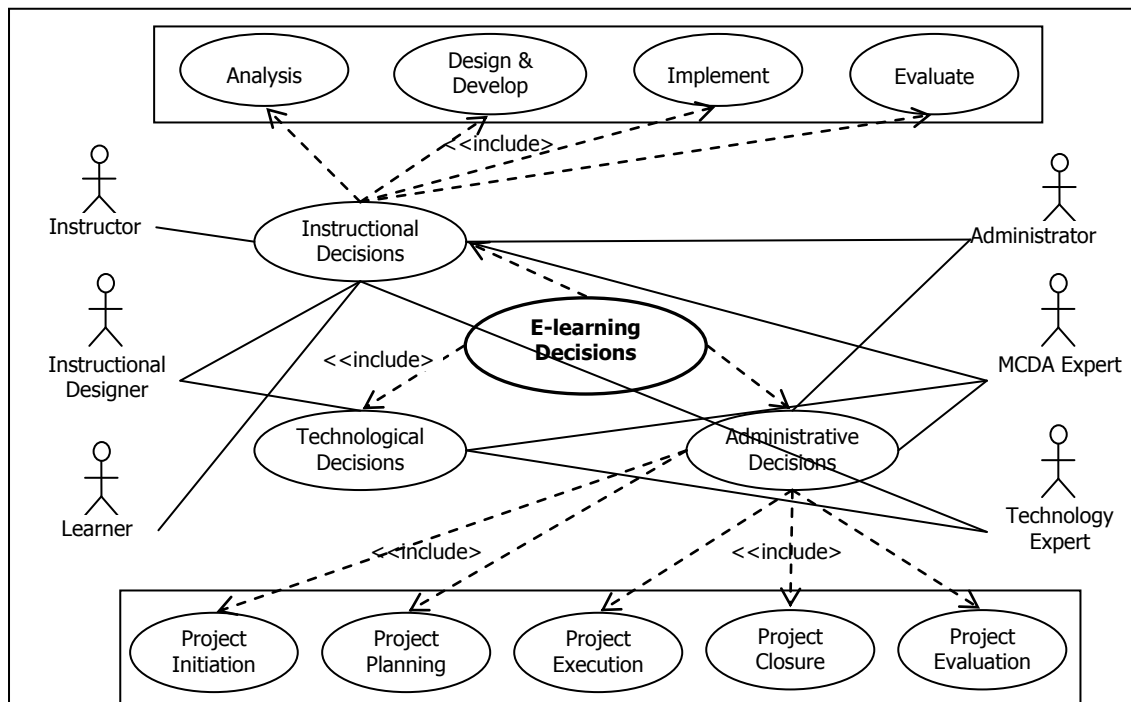 Analysis
Design &
Develop
Implement
Evaluate
<<include>
Instructor
Instructional
Decisions
Administrator
E-learning
Decisions
<<include>
Instructional
Designer
MCDA Expert
Technological
Decisions
Administrative
Decisions
Learner
Technology
Expert
<<include>
<<include>
Project
Initiation
Project
Planning
Project
Execution
Project
Closure
Project
Evaluation